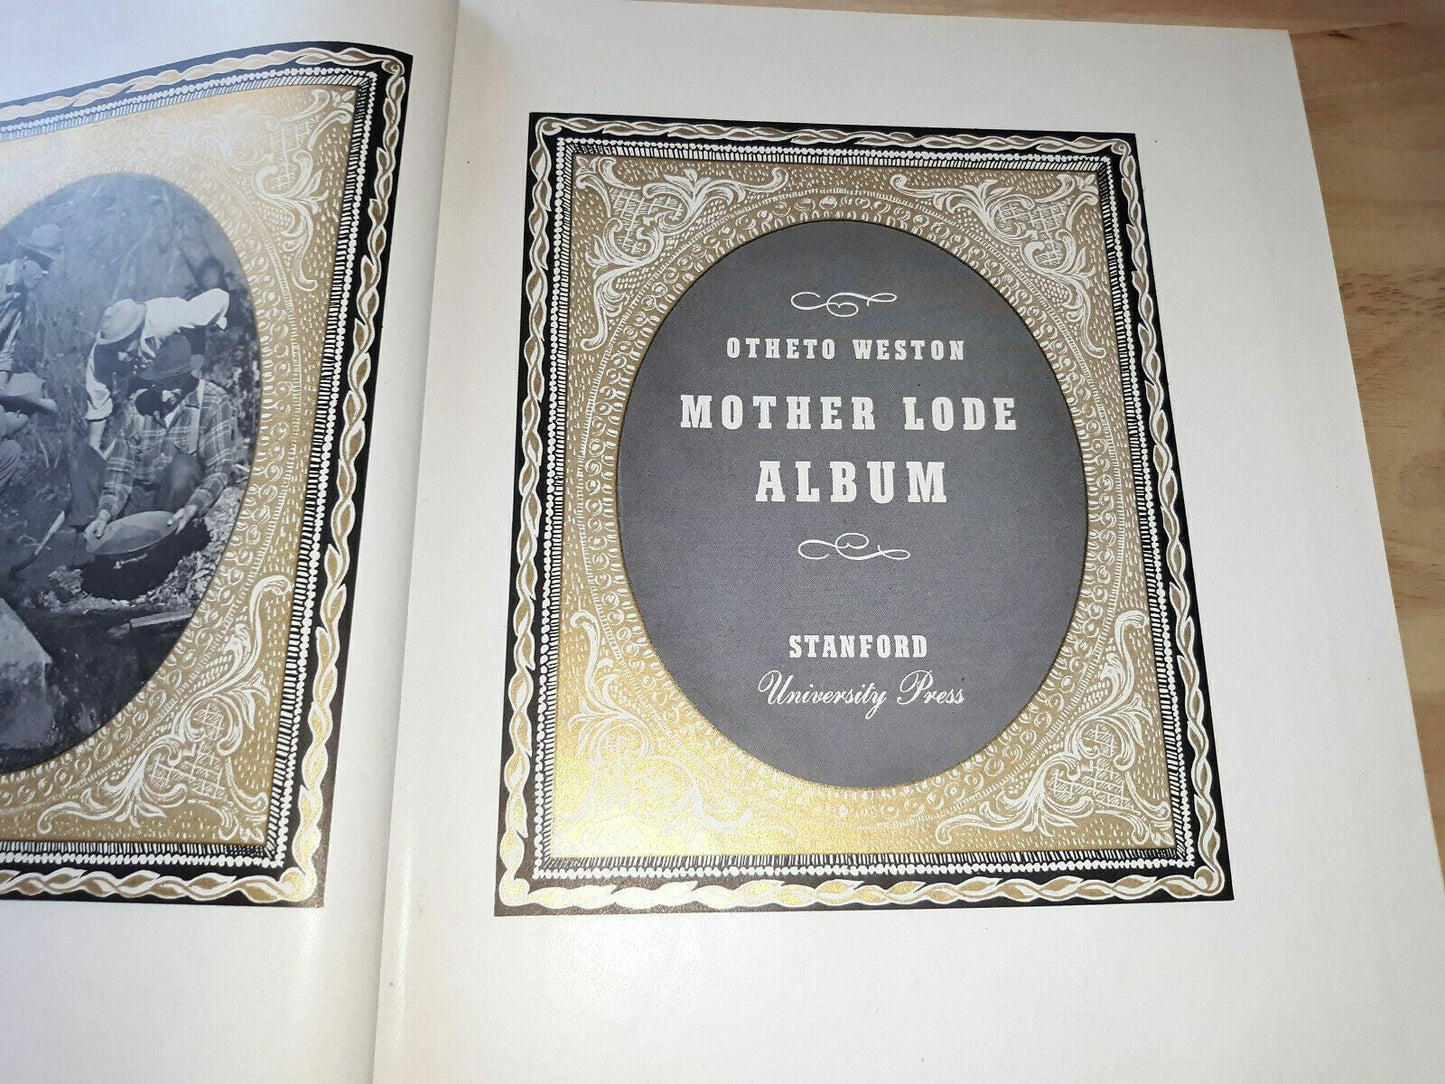 OTHETO WESTON
MOTHER LODE
ALBUM
STANFORD
University Press